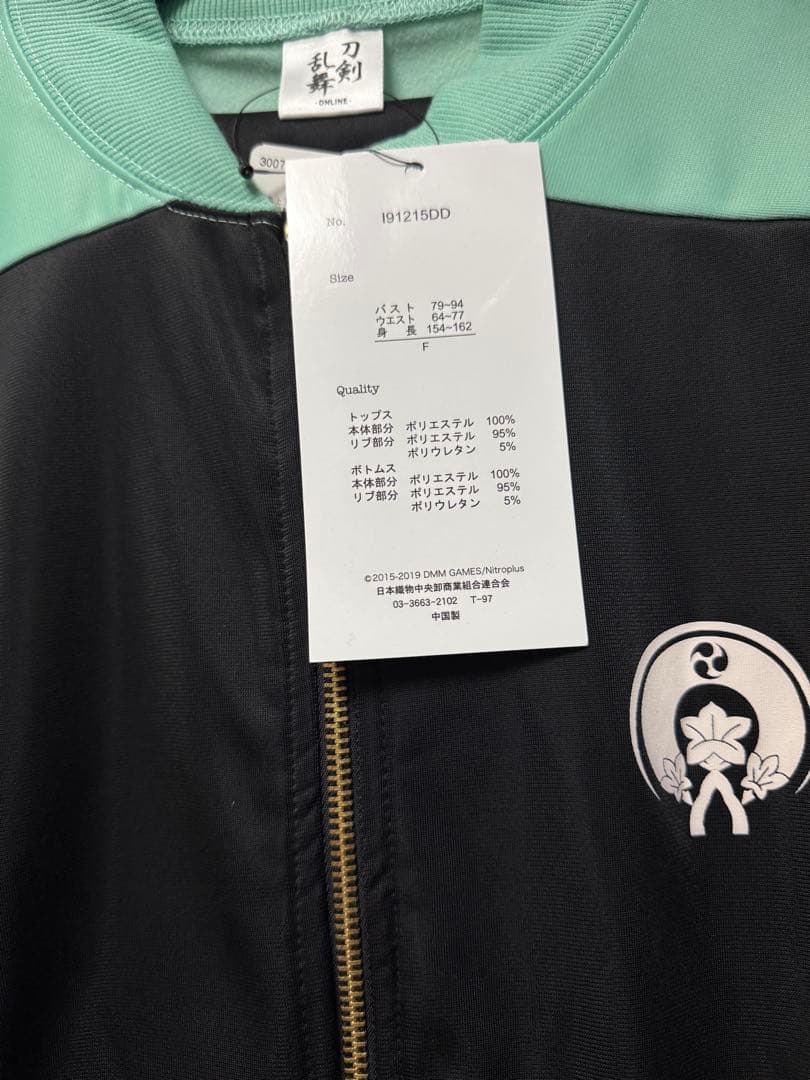 刀剣
乱舞
-ONLINE-
3007
No. I91215DD
Size
バスト 79~94
ウエスト 64~77
身 長 154~162
F
Quality
トップス
本体部分 ポリエステル 100%
リブ部分 ポリエステル 95%
ポリウレタン 5%
ボトムス
本体部分 ポリエステル 100%
リブ部分 ポリエステル 95%
ポリウレタン 5%
©2015-2019 DMM GAMES/Nitroplus
日本織物中央卸商業組合連合会
03-3663-2102 T-97
中国製